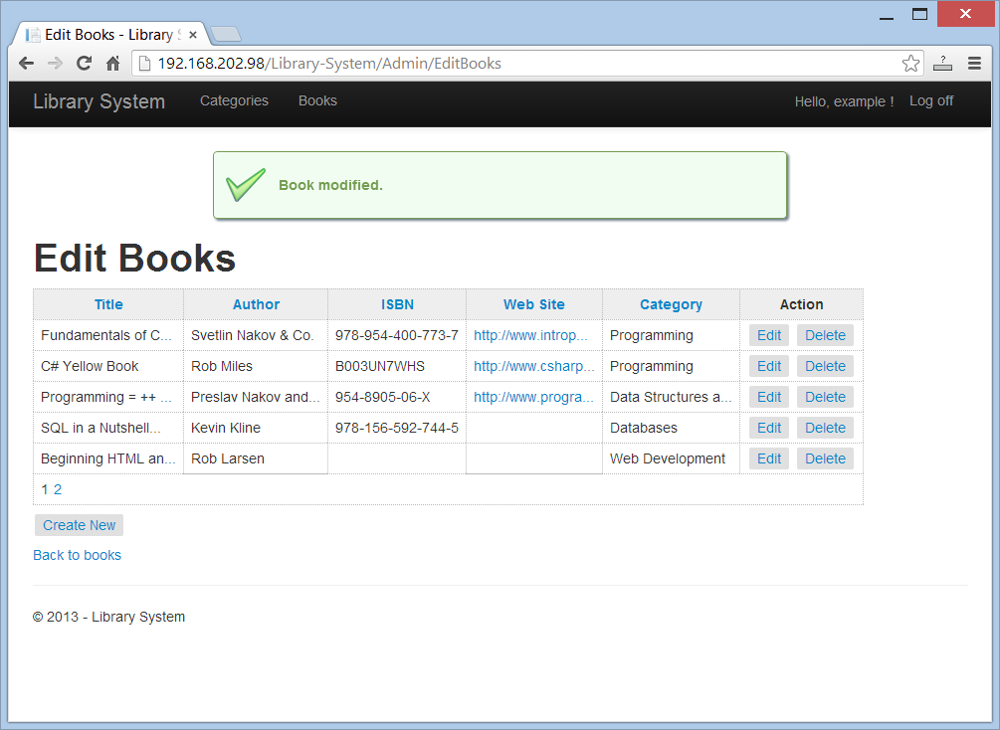 Edit Books - Library S
192.168.202.98/Library-System/Admin/EditBooks
Library System Categories Books Hello, example ! Log off
Book modified.
Edit Books
Title Author ISBN Web Site Category Action
Fundamentals of C... Svetlin Nakov & Co. 978-954-400-773-7 http://www.introp... Programming Edit Delete
C# Yellow Book Rob Miles B003UN7WHS http://www.csharp... Programming Edit Delete
Programming = ++ ... Preslav Nakov and... 954-8905-06-X http://www.progra... Data Structures a... Edit Delete
SQL in a Nutshell... Kevin Kline 978-156-592-744-5 Databases Edit Delete
Beginning HTML an... Rob Larsen Web Development Edit Delete
1 2
Create New
Back to books
© 2013 - Library System